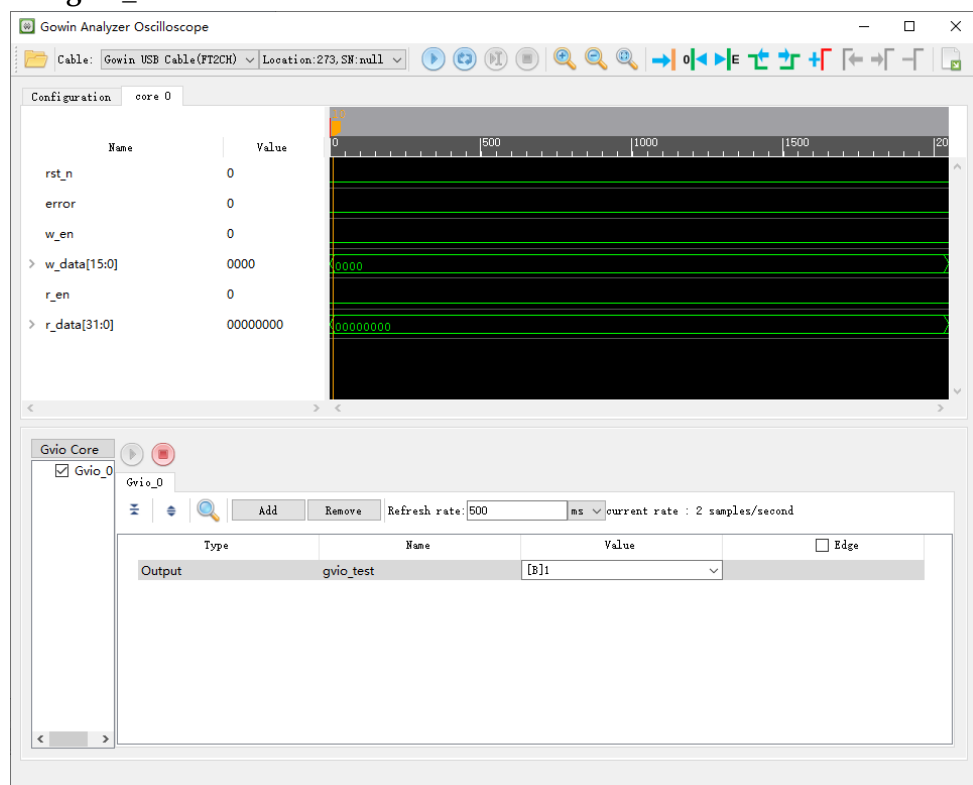 Gowin Analyzer Oscilloscope
Cable: Gowin USB Cable(FT2CH) Location:273,SN:null
Configuration core 0
10
Name Value 0 500 1000 1500 20
rst_n 0
error 0
w_en 0
w_data[15:0] 0000 0000
r_en 0
r_data[31:0] 00000000 00000000
Gvio Core
Gvio_0
Gvio_0
Add Remove Refresh rate: 500 ms current rate : 2 samples/second
Type Name Value Edge
Output gvio_test [B]1